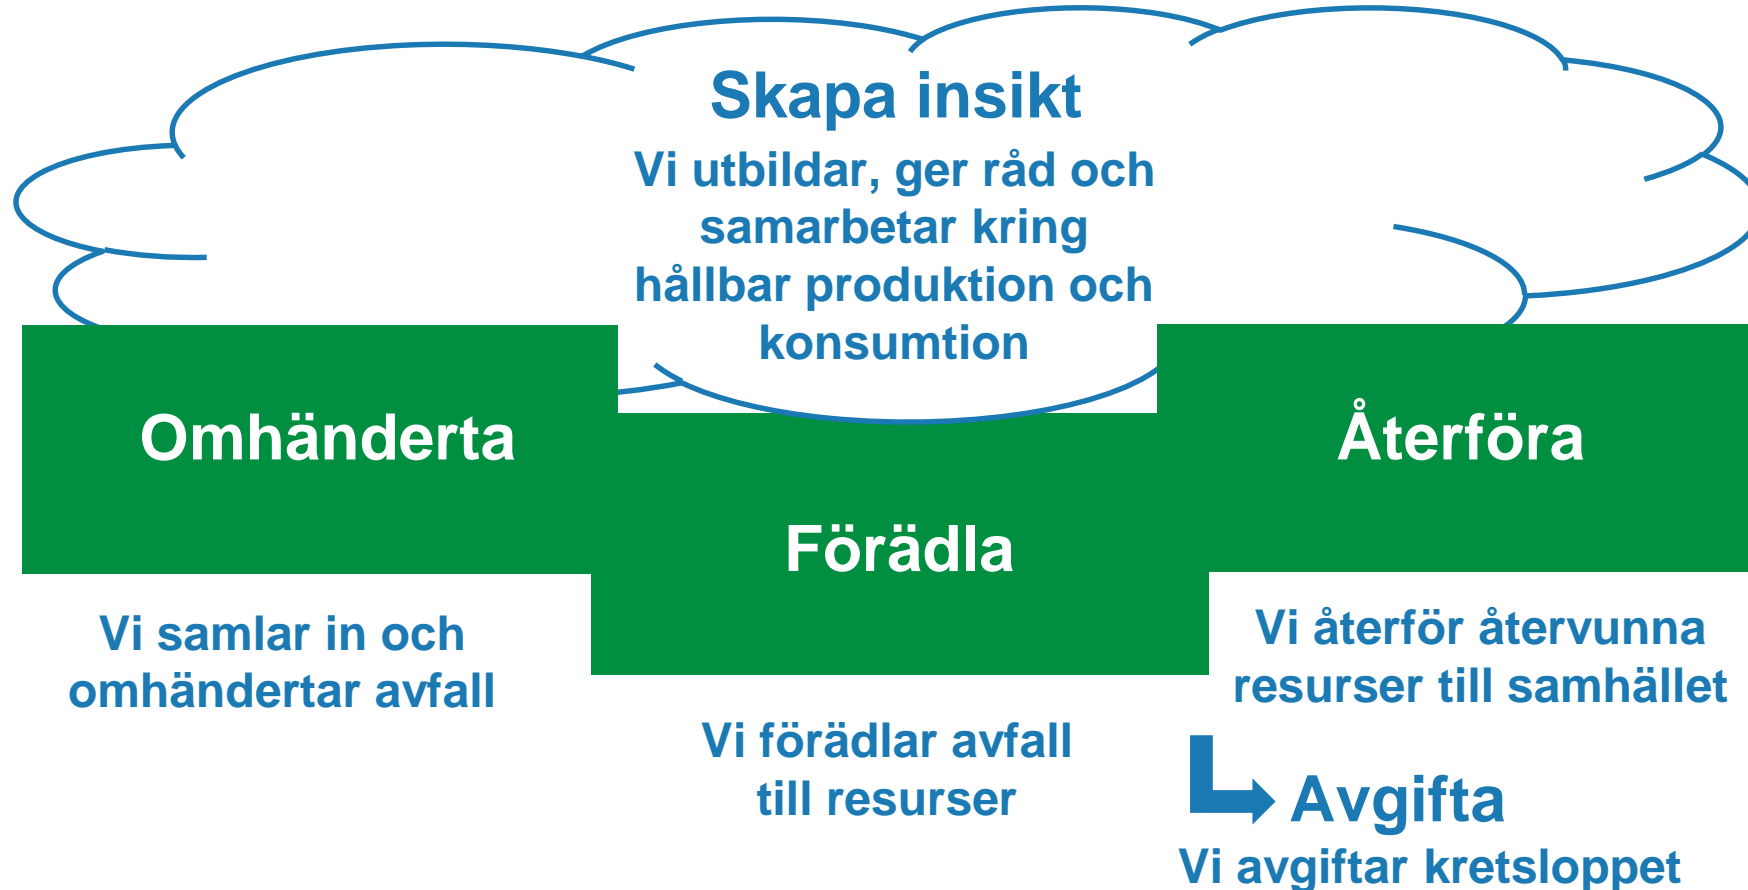 Skapa insikt
Vi utbildar, ger råd och
samarbetar kring
hållbar produktion och
konsumtion
Omhänderta
Vi samlar in och
omhändertar avfall
Förädla
Vi förädlar avfall
till resurser
Återföra
Vi återför återvunna
resurser till samhället
Avgifta
Vi avgiftar kretsloppet